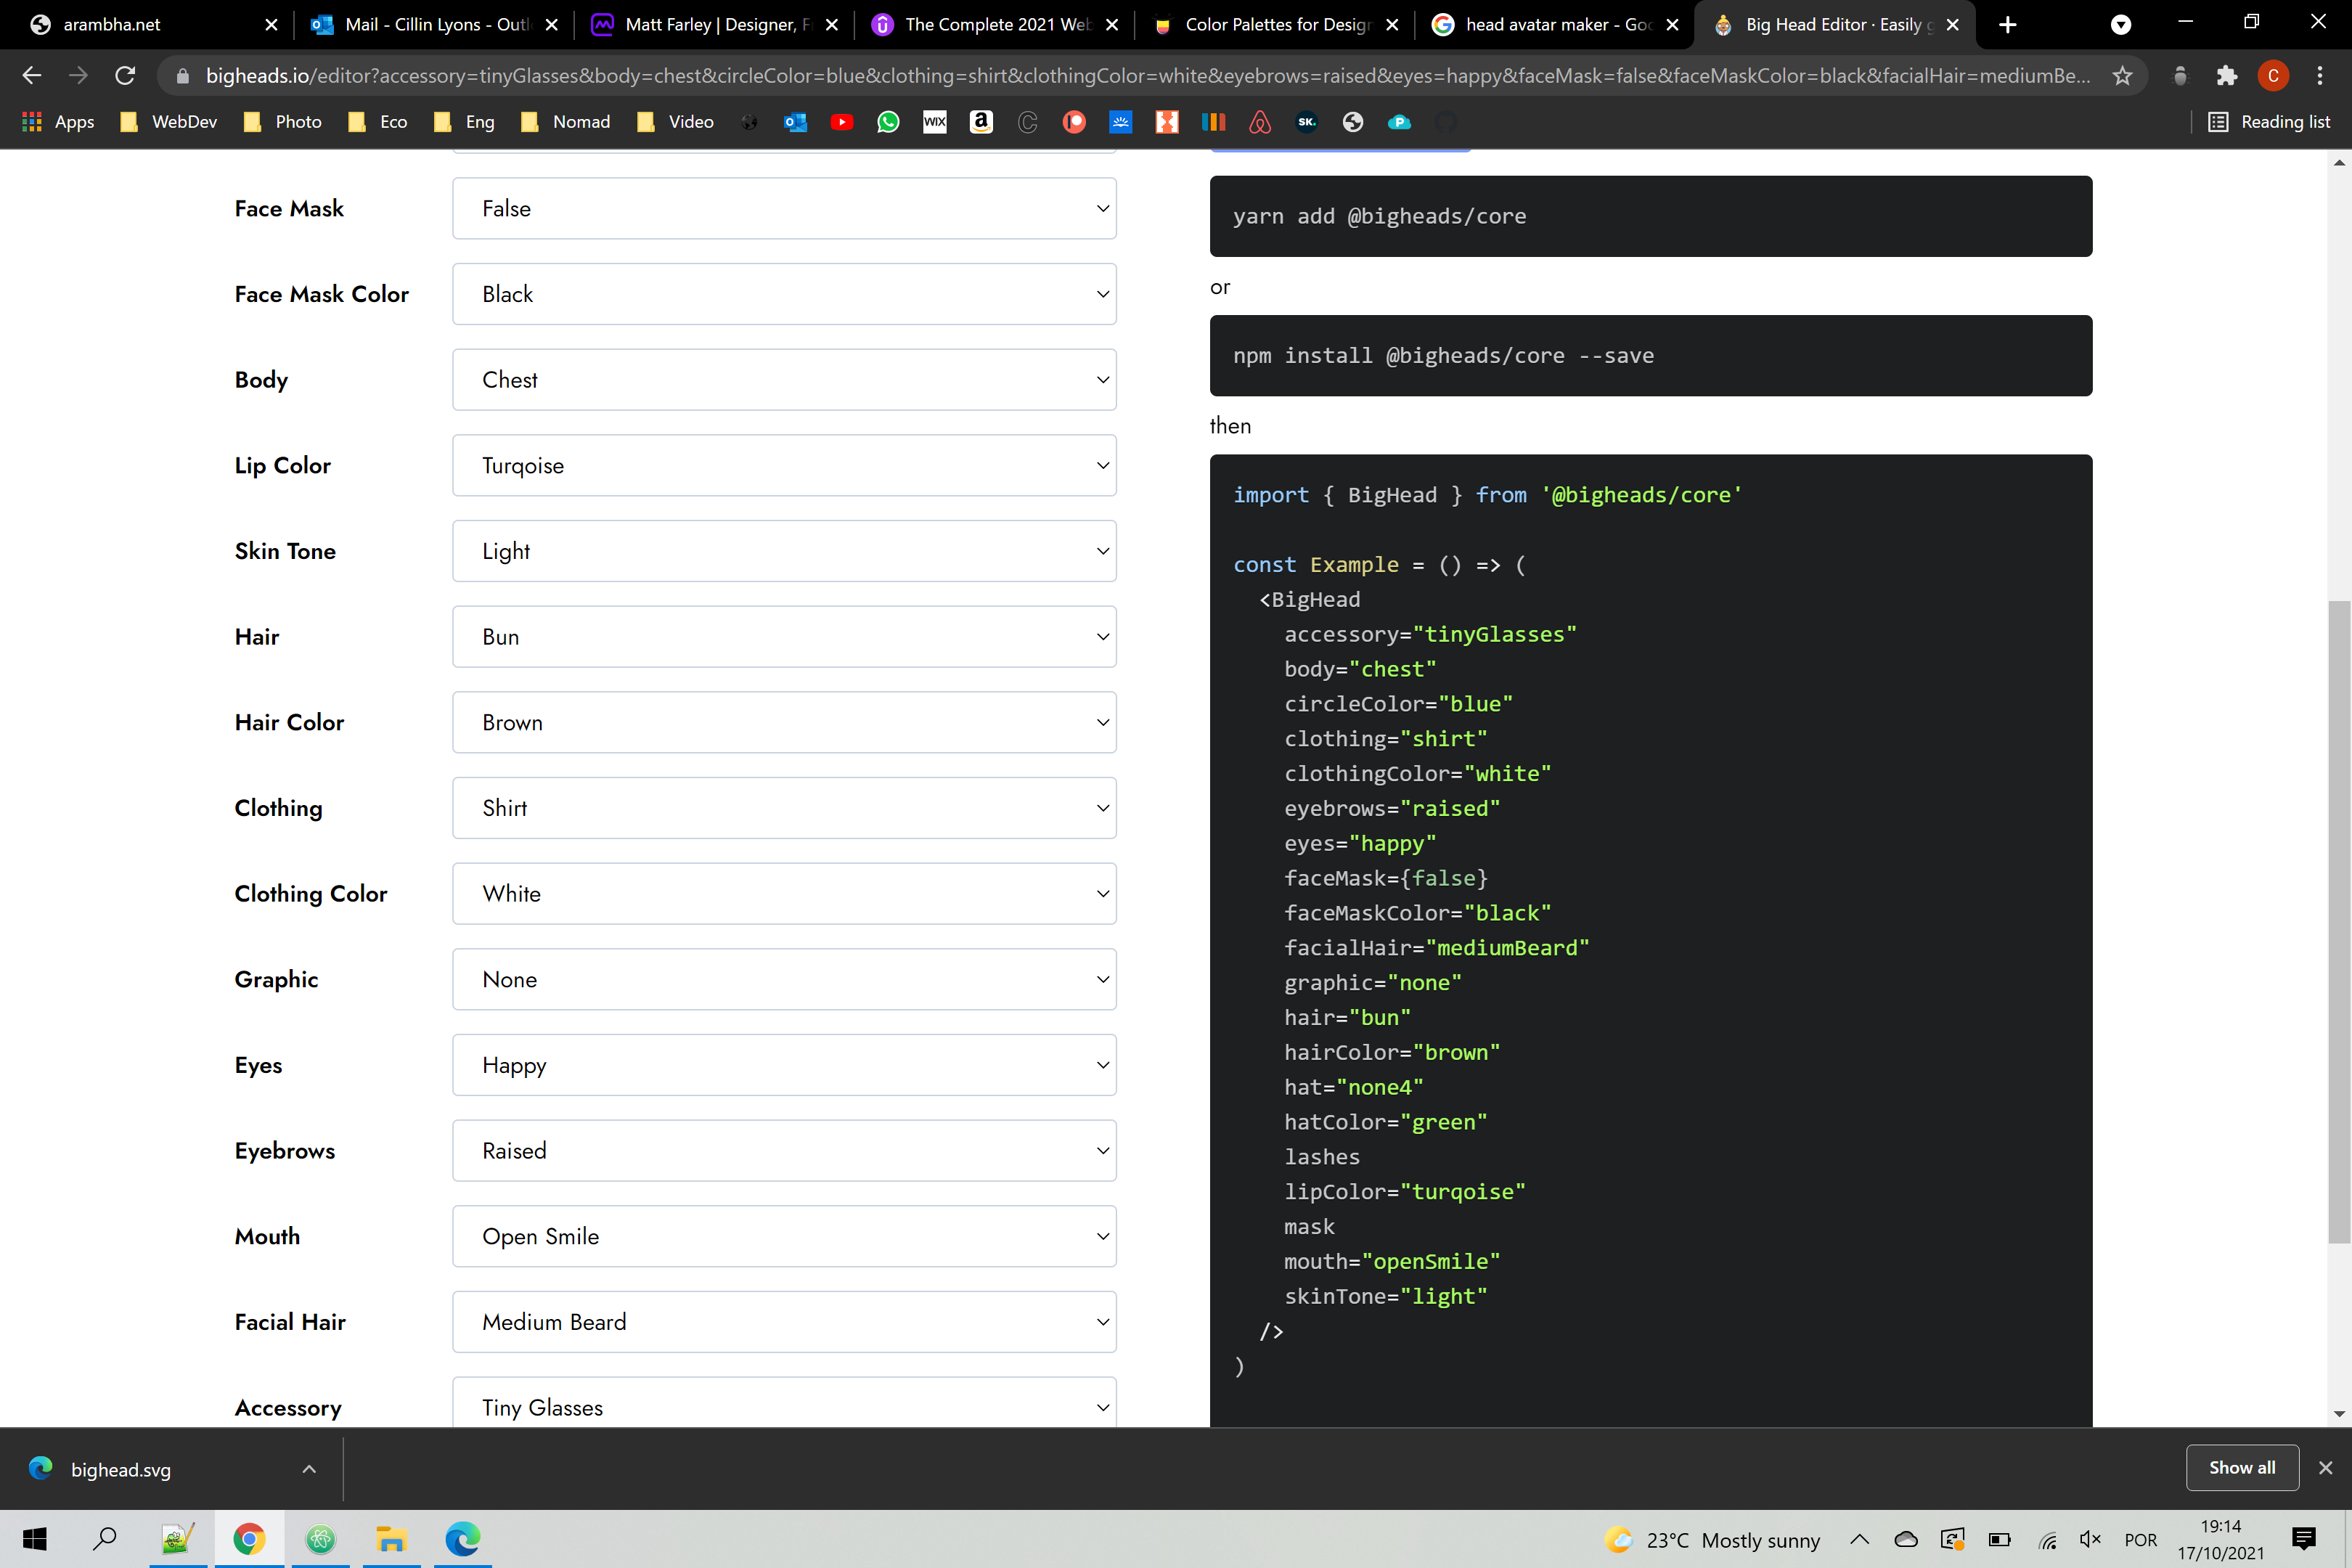 arambha.net
Mail - Cillin Lyons - Outl
Matt Farley | Designer, F
The Complete 2021 Web
Color Palettes for Design
head avatar maker - Goo
Big Head Editor · Easily g
bigheads.io/editor?accessory=tinyGlasses&body=chest&circleColor=blue&clothing=shirt&clothingColor=white&eyebrows=raised&eyes=happy&faceMask=false&faceMaskColor=black&facialHair=mediumBe...
C
Apps WebDev Photo Eco Eng Nomad Video WIX a SK. Reading list
Face Mask False
Face Mask Color Black
Body Chest
Lip Color Turqoise
Skin Tone Light
Hair Bun
Hair Color Brown
Clothing Shirt
Clothing Color White
Graphic None
Eyes Happy
Eyebrows Raised
Mouth Open Smile
Facial Hair Medium Beard
Accessory Tiny Glasses
yarn add @bigheads/core
or
npm install @bigheads/core --save
then
import { BigHead } from '@bigheads/core'
const Example = () => (
<BigHead
accessory="tinyGlasses"
body="chest"
circleColor="blue"
clothing="shirt"
clothingColor="white"
eyebrows="raised"
eyes="happy"
faceMask={false}
faceMaskColor="black"
facialHair="mediumBeard"
graphic="none"
hair="bun"
hairColor="brown"
hat="none4"
hatColor="green"
lashes
lipColor="turqoise"
mask
mouth="openSmile"
skinTone="light"
/>
)
bighead.svg
Show all
23°C Mostly sunny
POR
19:14
17/10/2021